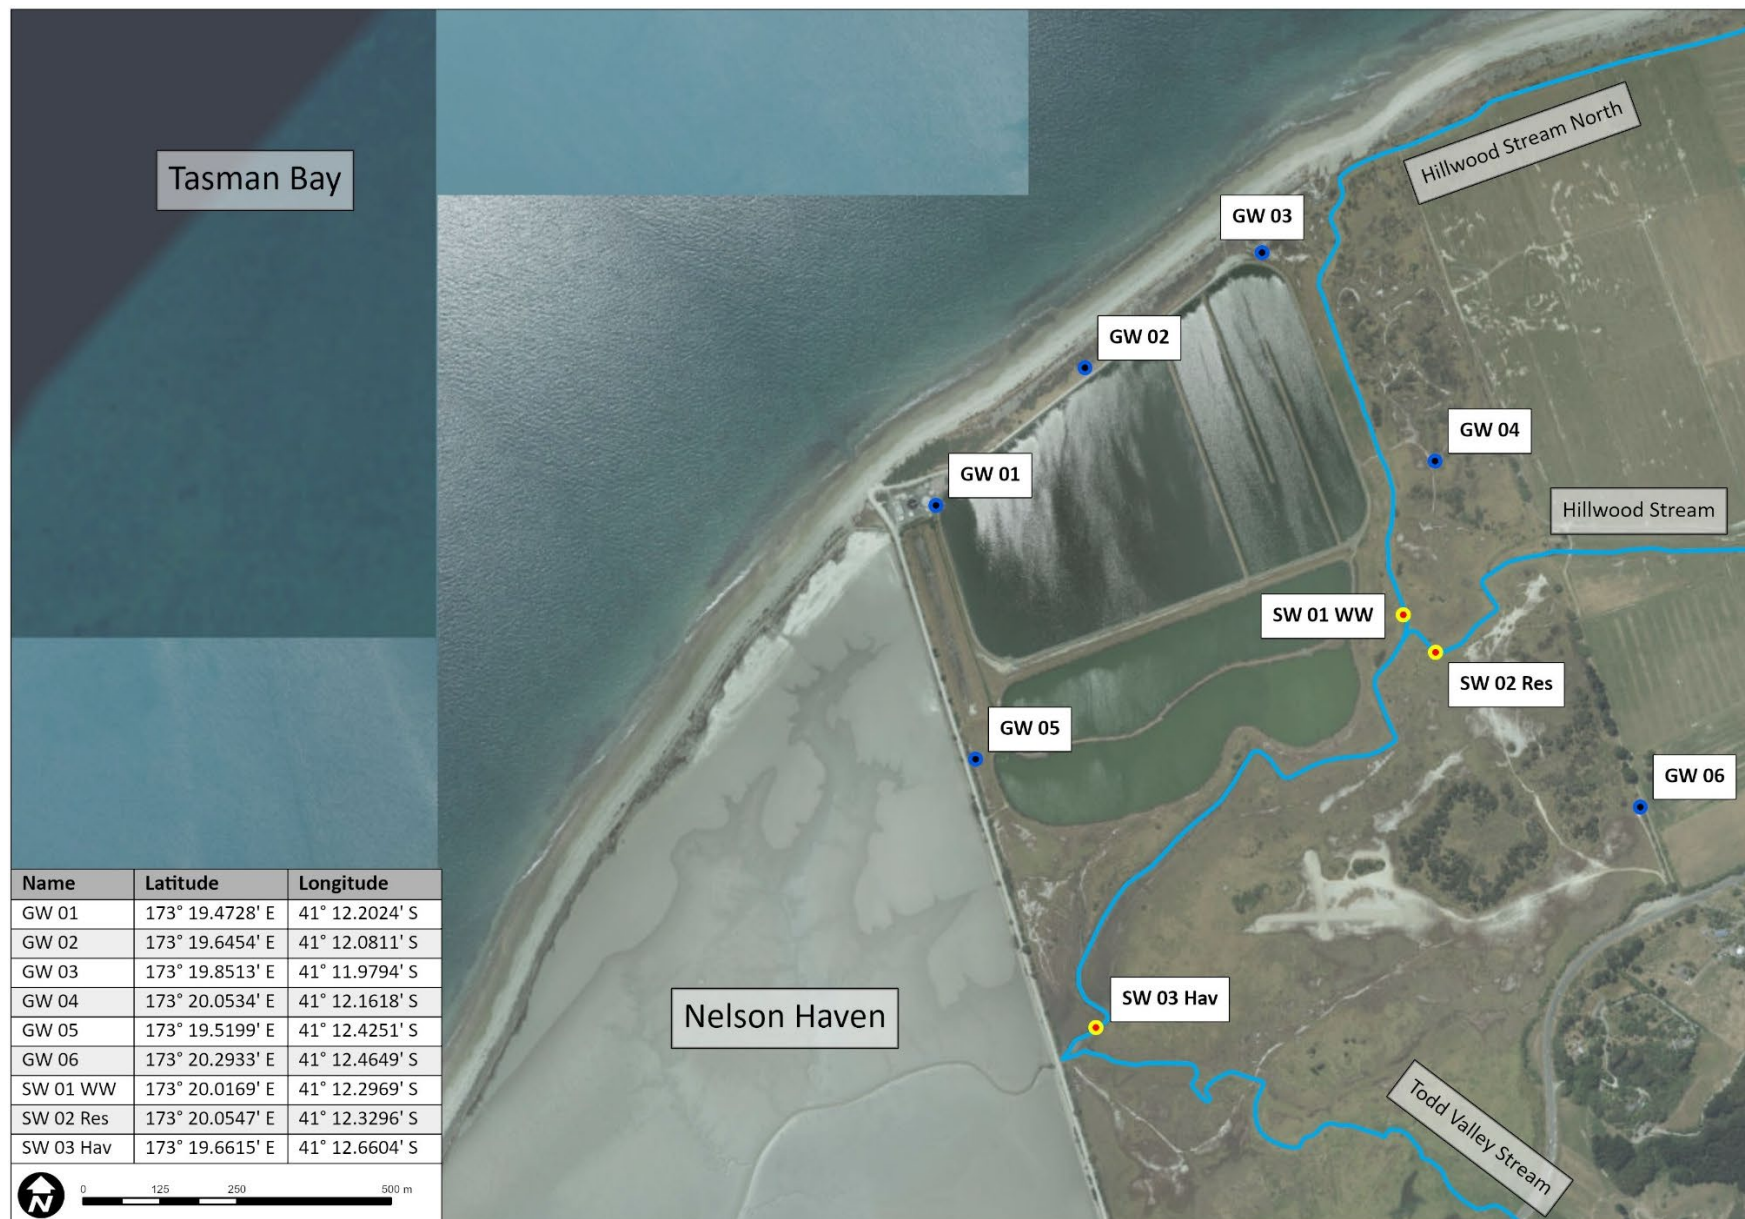 Tasman Bay
Hillwood Stream North
GW 03
GW 02
GW 04
GW 01
Hillwood Stream
SW 01 WW
SW 02 Res
GW 05
GW 06
SW 03 Hav
Nelson Haven
Todd Valley Stream
Name Latitude Longitude
GW 01 173° 19.4728' E 41° 12.2024' S
GW 02 173° 19.6454' E 41° 12.0811' S
GW 03 173° 19.8513' E 41° 11.9794' S
GW 04 173° 20.0534' E 41° 12.1618' S
GW 05 173° 19.5199' E 41° 12.4251' S
GW 06 173° 20.2933' E 41° 12.4649' S
SW 01 WW 173° 20.0169' E 41° 12.2969' S
SW 02 Res 173° 20.0547' E 41° 12.3296' S
SW 03 Hav 173° 19.6615' E 41° 12.6604' S
N
0 125 250 500 m